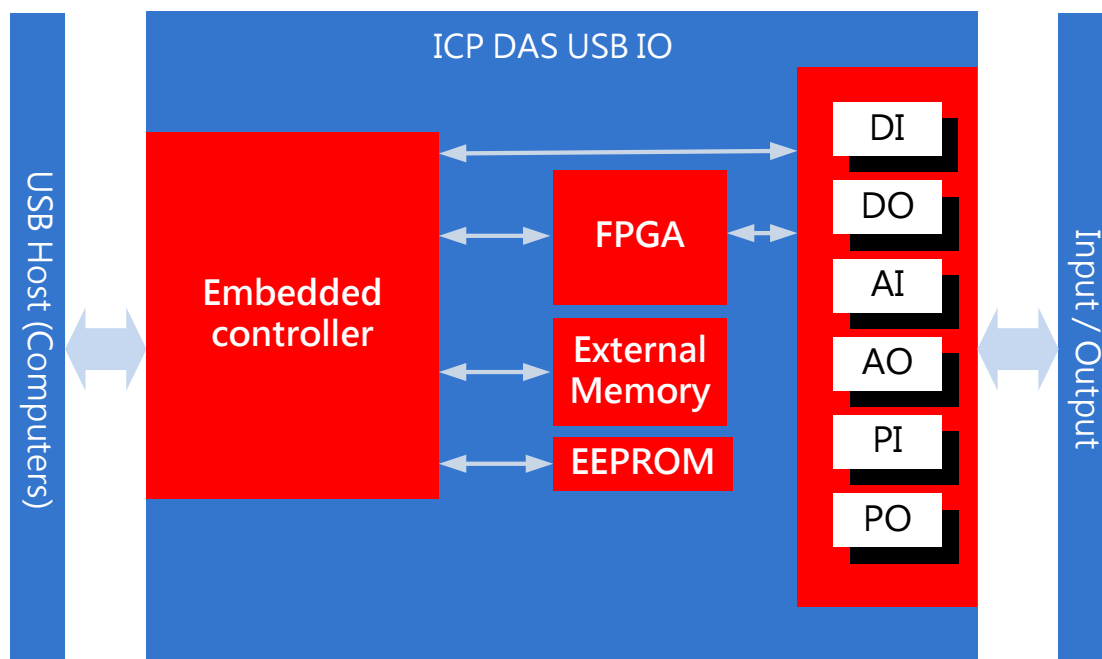 ICP DAS USB IO
USB Host (Computers)
Embedded
controller
FPGA
External
Memory
EEPROM
DI
DO
AI
AO
PI
PO
Input / Output